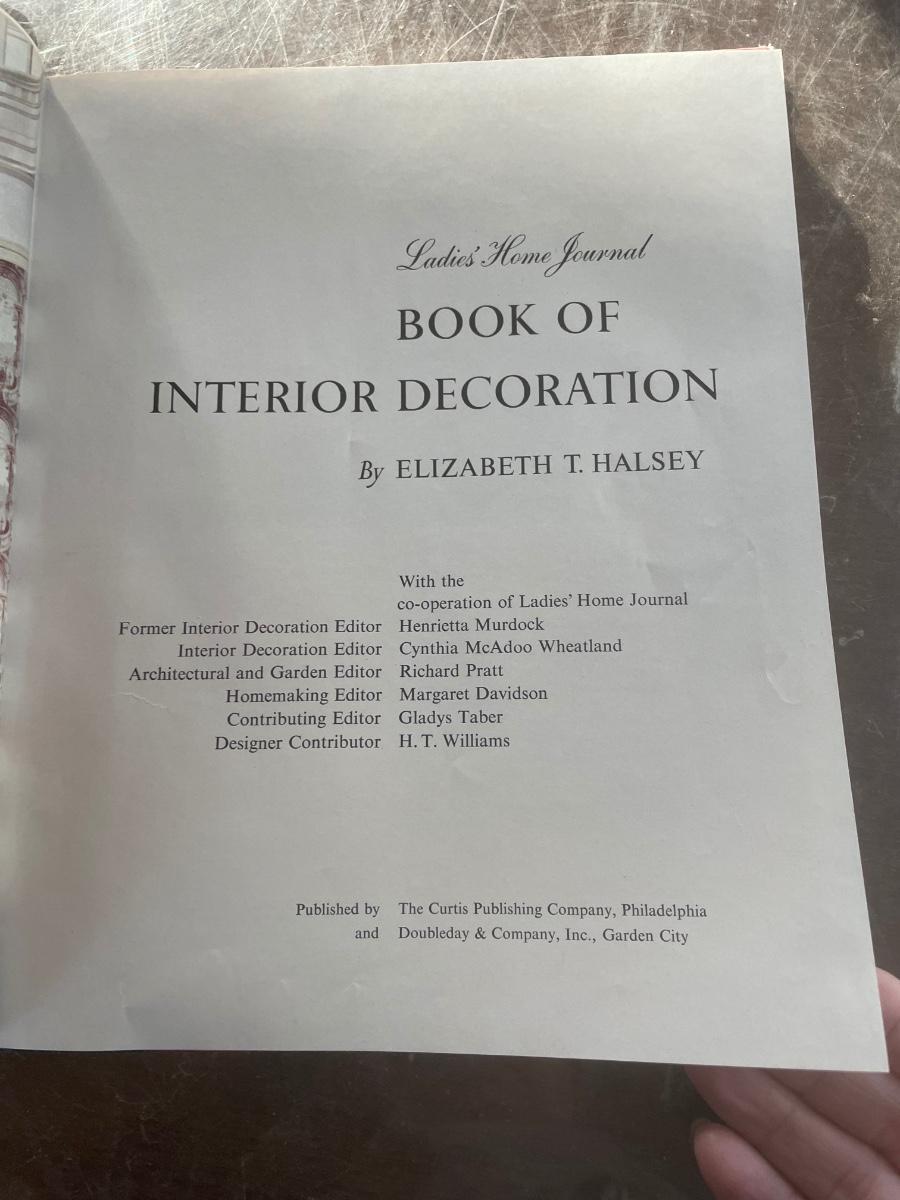 Ladies' Home Journal
BOOK OF
INTERIOR DECORATION
By ELIZABETH T. HALSEY
With the
co-operation of Ladies' Home Journal
Former Interior Decoration Editor Henrietta Murdock
Interior Decoration Editor Cynthia McAdoo Wheatland
Architectural and Garden Editor Richard Pratt
Homemaking Editor Margaret Davidson
Contributing Editor Gladys Taber
Designer Contributor H. T. Williams
Published by The Curtis Publishing Company, Philadelphia
and Doubleday & Company, Inc., Garden City